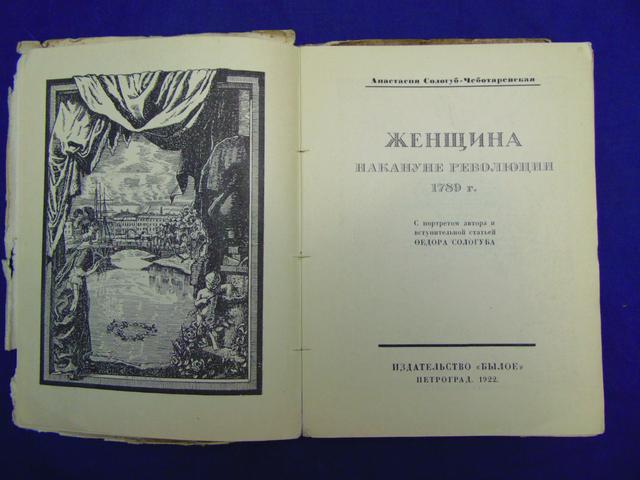 Анастасия Сологуб-Чеботаревская
ЖЕНЩИНА
НАКАНУНЕ РЕВОЛЮЦИИ
1789 г.
С портретом автора и
вступительной статьей
ФЕДОРА СОЛОГУБА
ИЗДАТЕЛЬСТВО «БЫЛОЕ»
ПЕТРОГРАД. 1922.